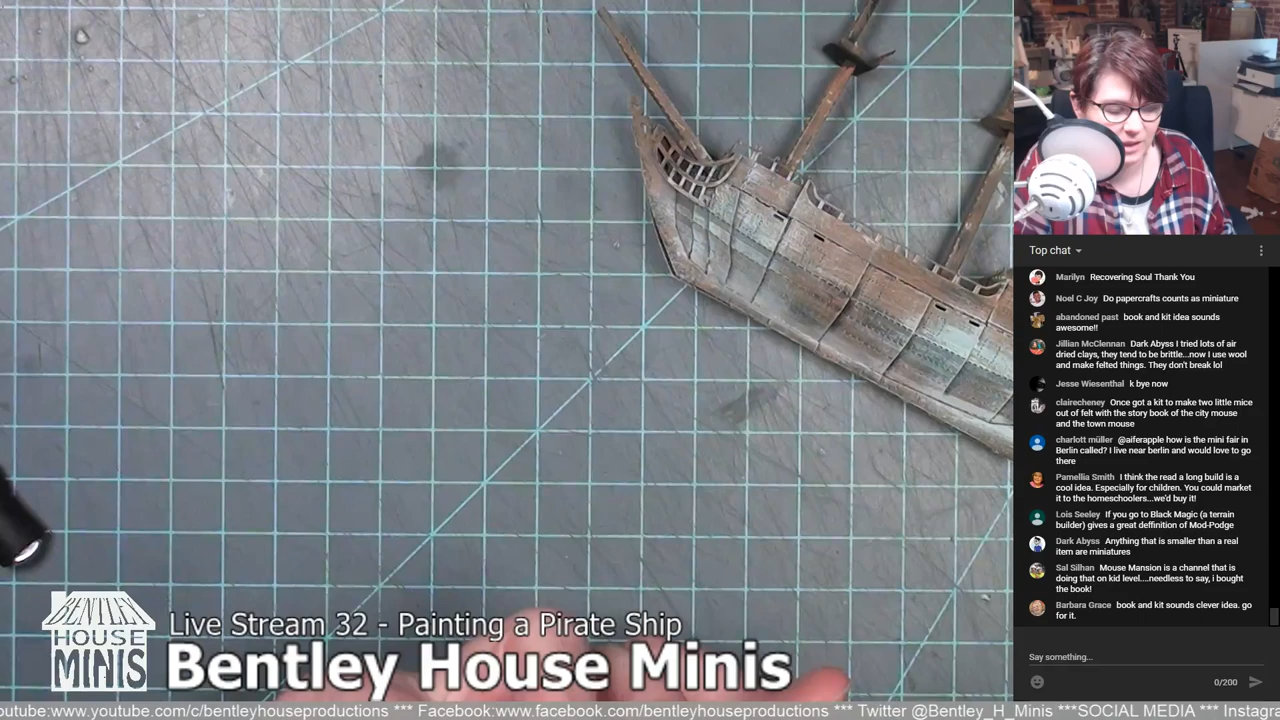 Top chat
Marilyn Recovering Soul Thank You
Noel C Joy Do papercrafts counts as miniature
abandoned past book and kit idea sounds
awesome!!
Jillian McClennan Dark Abyss I tried lots of air
dried clays, they tend to be brittle...now I use wool
and make felted things. They don't break lol
Jesse Wiesenthal k bye now
clairecheney Once got a kit to make two little mice
out of felt with the story book of the city mouse
and the town mouse
charlott müller @aiferapple how is the mini fair in
Berlin called? I live near berlin and would love to go
there
Pamellia Smith I think the read a long build is a
cool idea. Especially for children. You could market
it to the homeschoolers...we'd buy it!
Lois Seeley If you go to Black Magic (a terrain
builder) gives a great deffinition of Mod-Podge
Dark Abyss Anything that is smaller than a real
item are miniatures
Sal Silhan Mouse Mansion is a channel that is
doing that on kid level....needless to say, i bought
the book!
Barbara Grace book and kit sounds clever idea. go
for it.
Say something...
0/200
BENTLEY
HOUSE
MINIS
Live Stream 32 - Painting a Pirate Ship
Bentley House Minis
outube:www.youtube.com/c/bentleyhouseproductions *** Facebook:www.facebook.com/bentleyhouseproductions *** Twitter @Bentley_H_Minis ***SOCIAL MEDIA *** Instagra